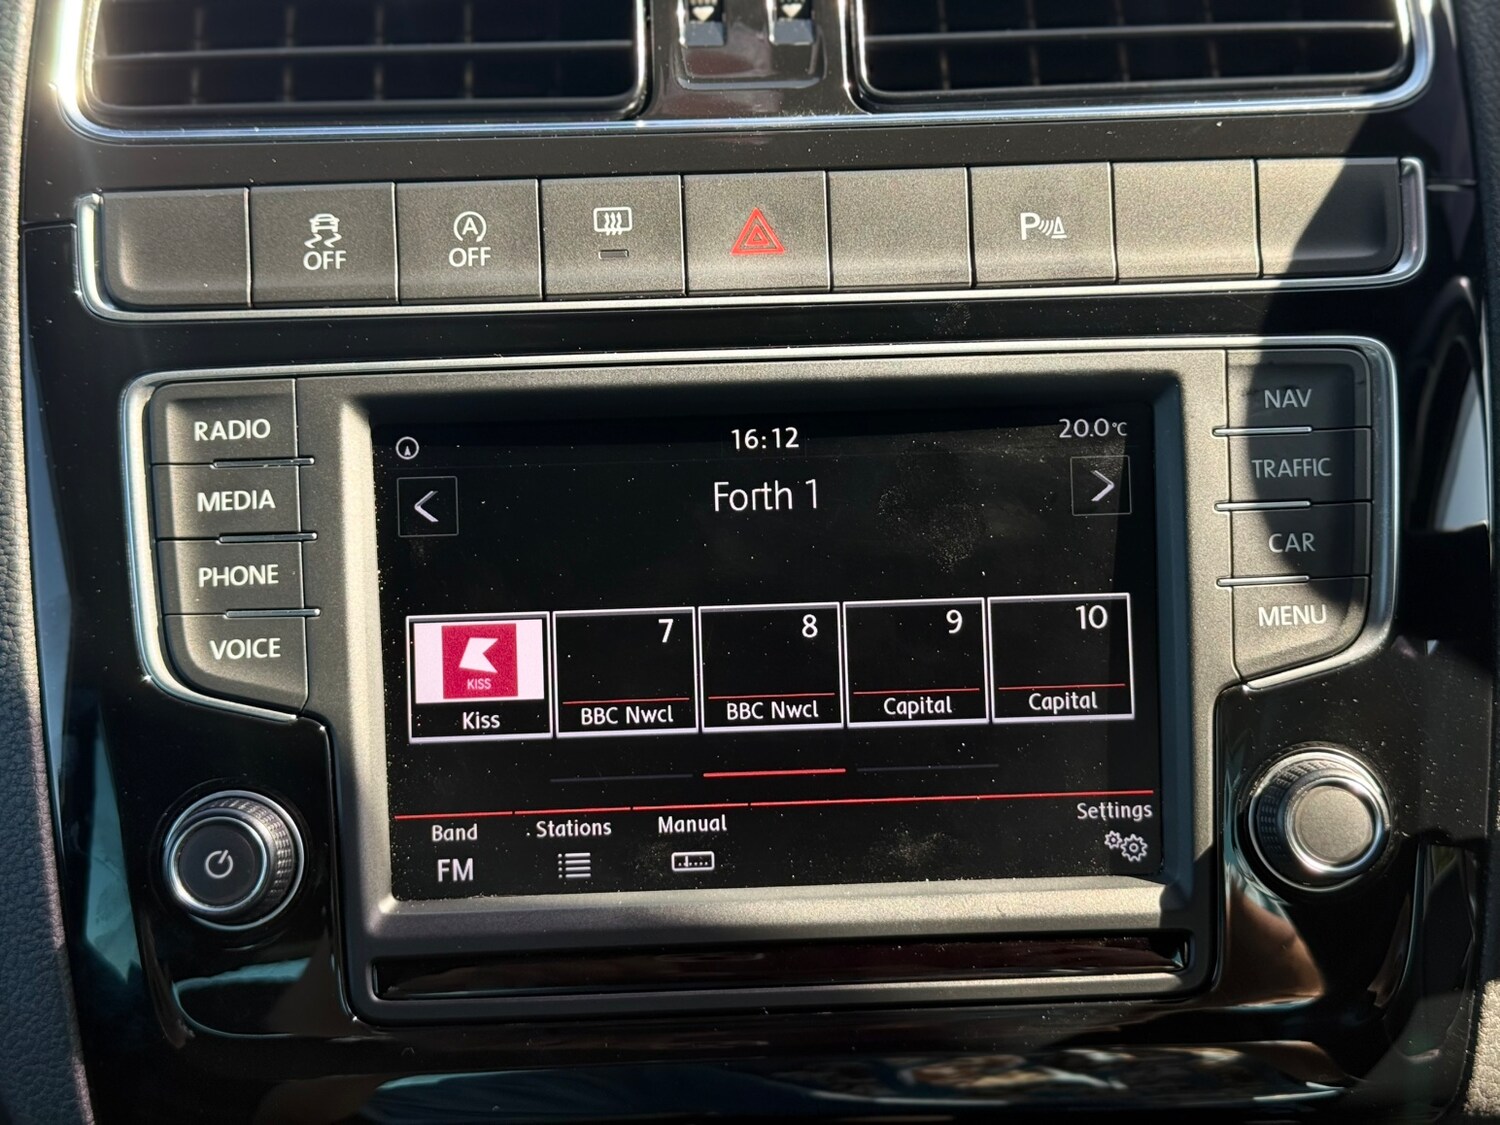 OFF
A
OFF
P
RADIO
MEDIA
PHONE
VOICE
NAV
TRAFFIC
CAR
MENU
16:12
20.0°C
<
Forth 1
>
KISS
Kiss
7
BBC Nwcl
8
BBC Nwcl
9
Capital
10
Capital
Band
FM
Stations
Manual
Settings